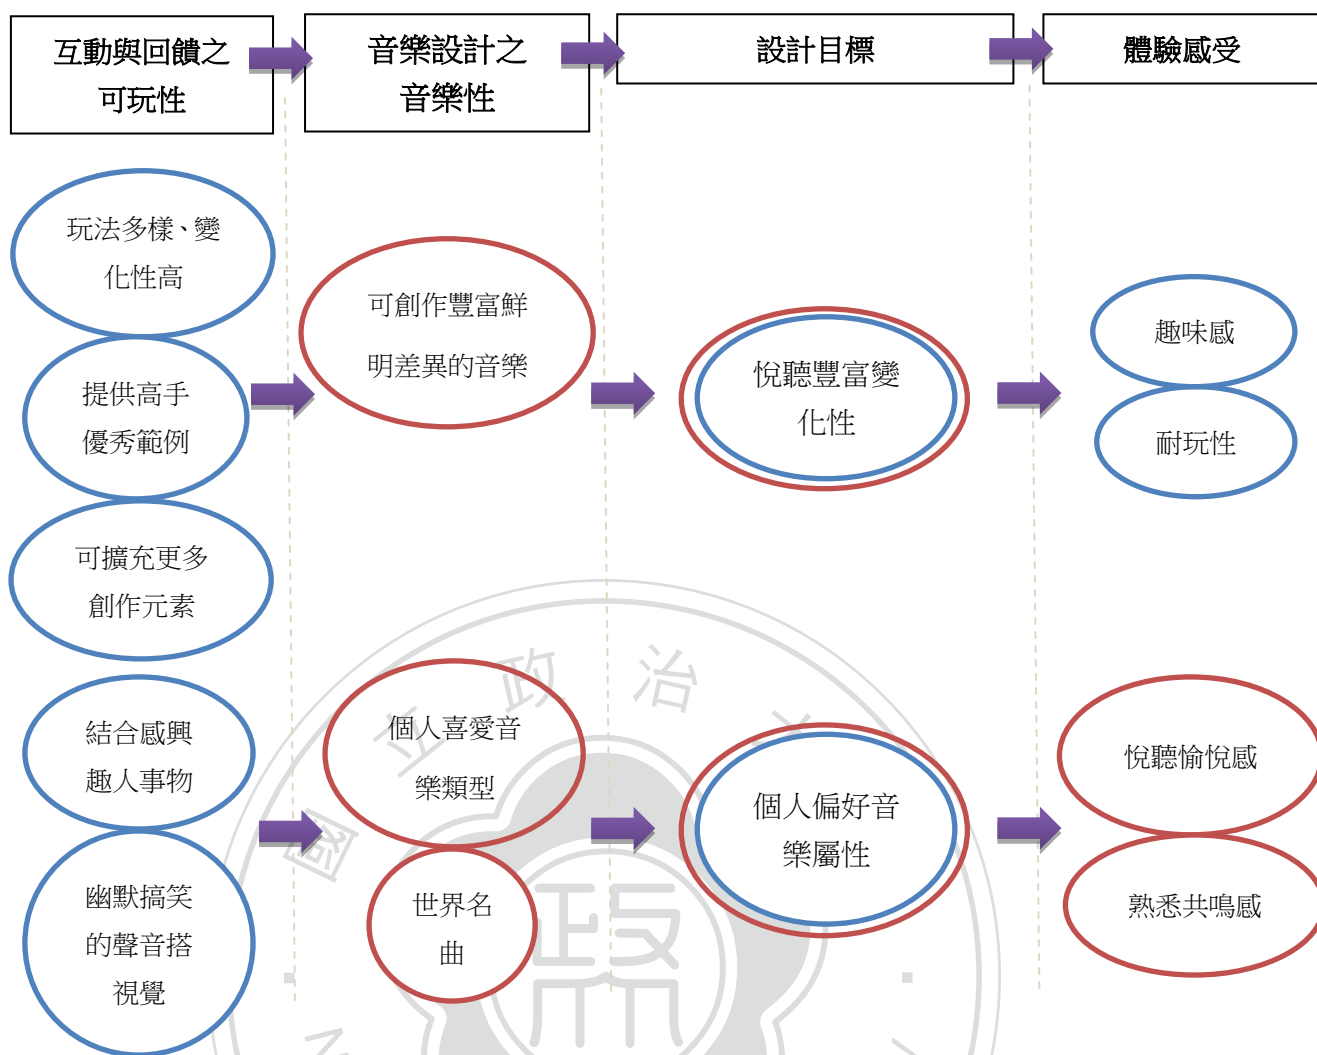 互動與回饋之
可玩性
音樂設計之
音樂性
設計目標
體驗感受
玩法多樣、變
化性高
提供高手
優秀範例
可擴充更多
創作元素
可創作豐富鮮
明差異的音樂
悅聽豐富變
化性
趣味感
耐玩性
結合感興
趣人事物
幽默搞笑
的聲音搭
視覺
個人喜愛音
樂類型
世界名
曲
個人偏好音
樂屬性
悅聽愉悅感
熟悉共鳴感
國立政治